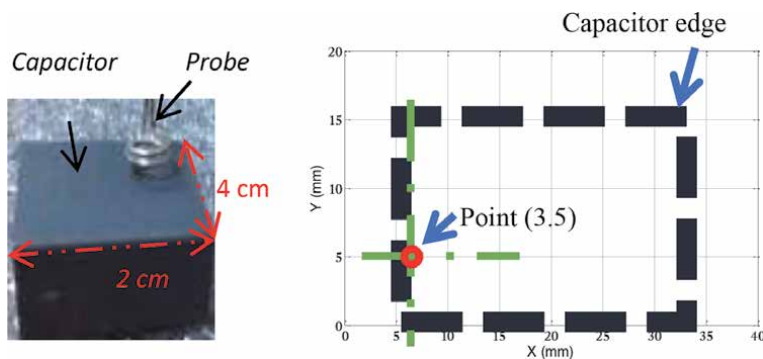 Capacitor Probe
4 cm
2 cm
Capacitor edge
20
15
10
5
0
Y (mm)
Point (3.5)
0 5 10 15 20 25 30 35 40
X (mm)